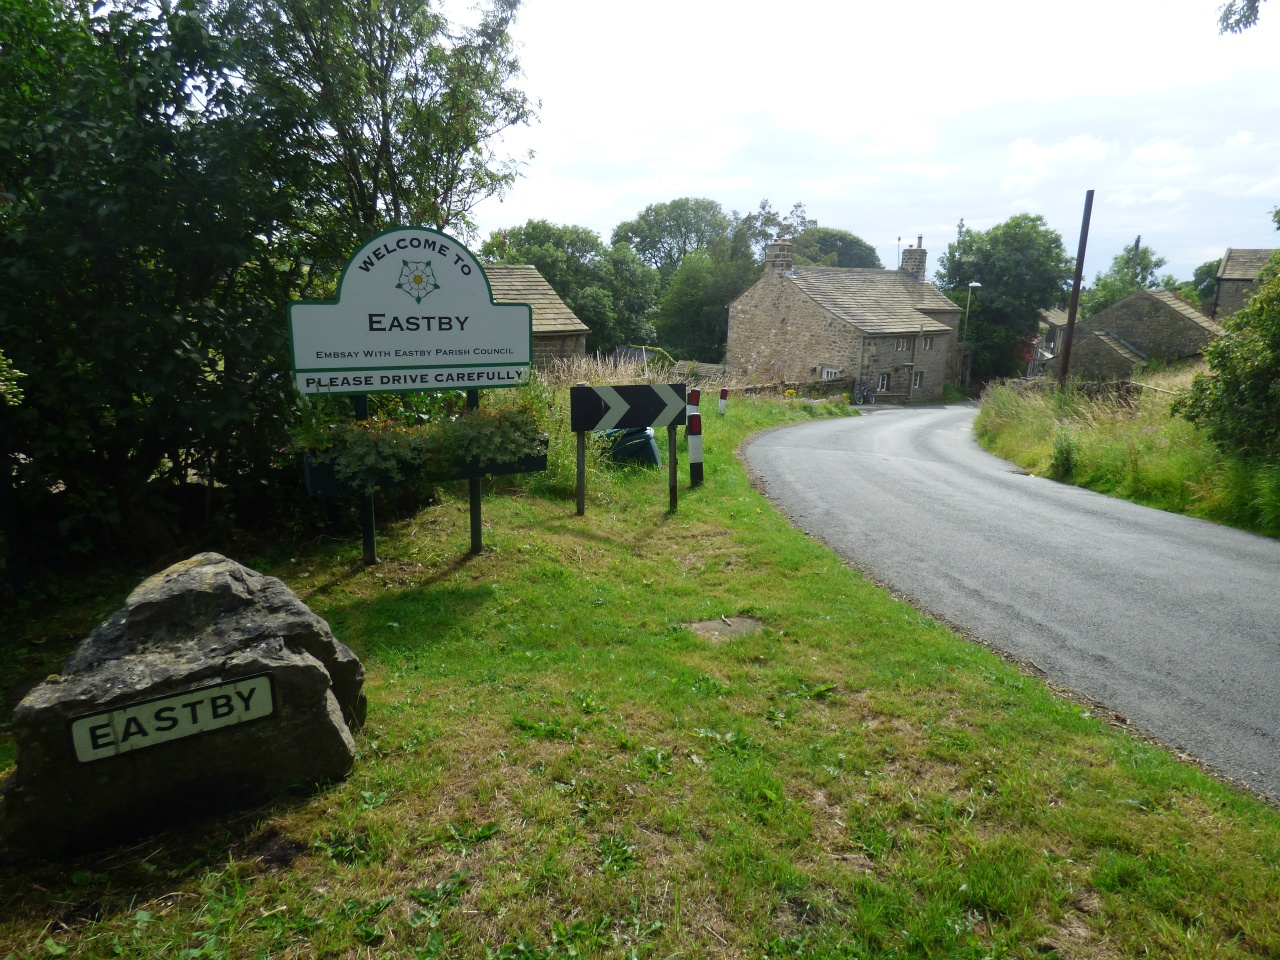 WELCOME TO
EASTBY
EMBSAY WITH EASTBY PARISH COUNCIL
PLEASE DRIVE CAREFULLY
EASTBY